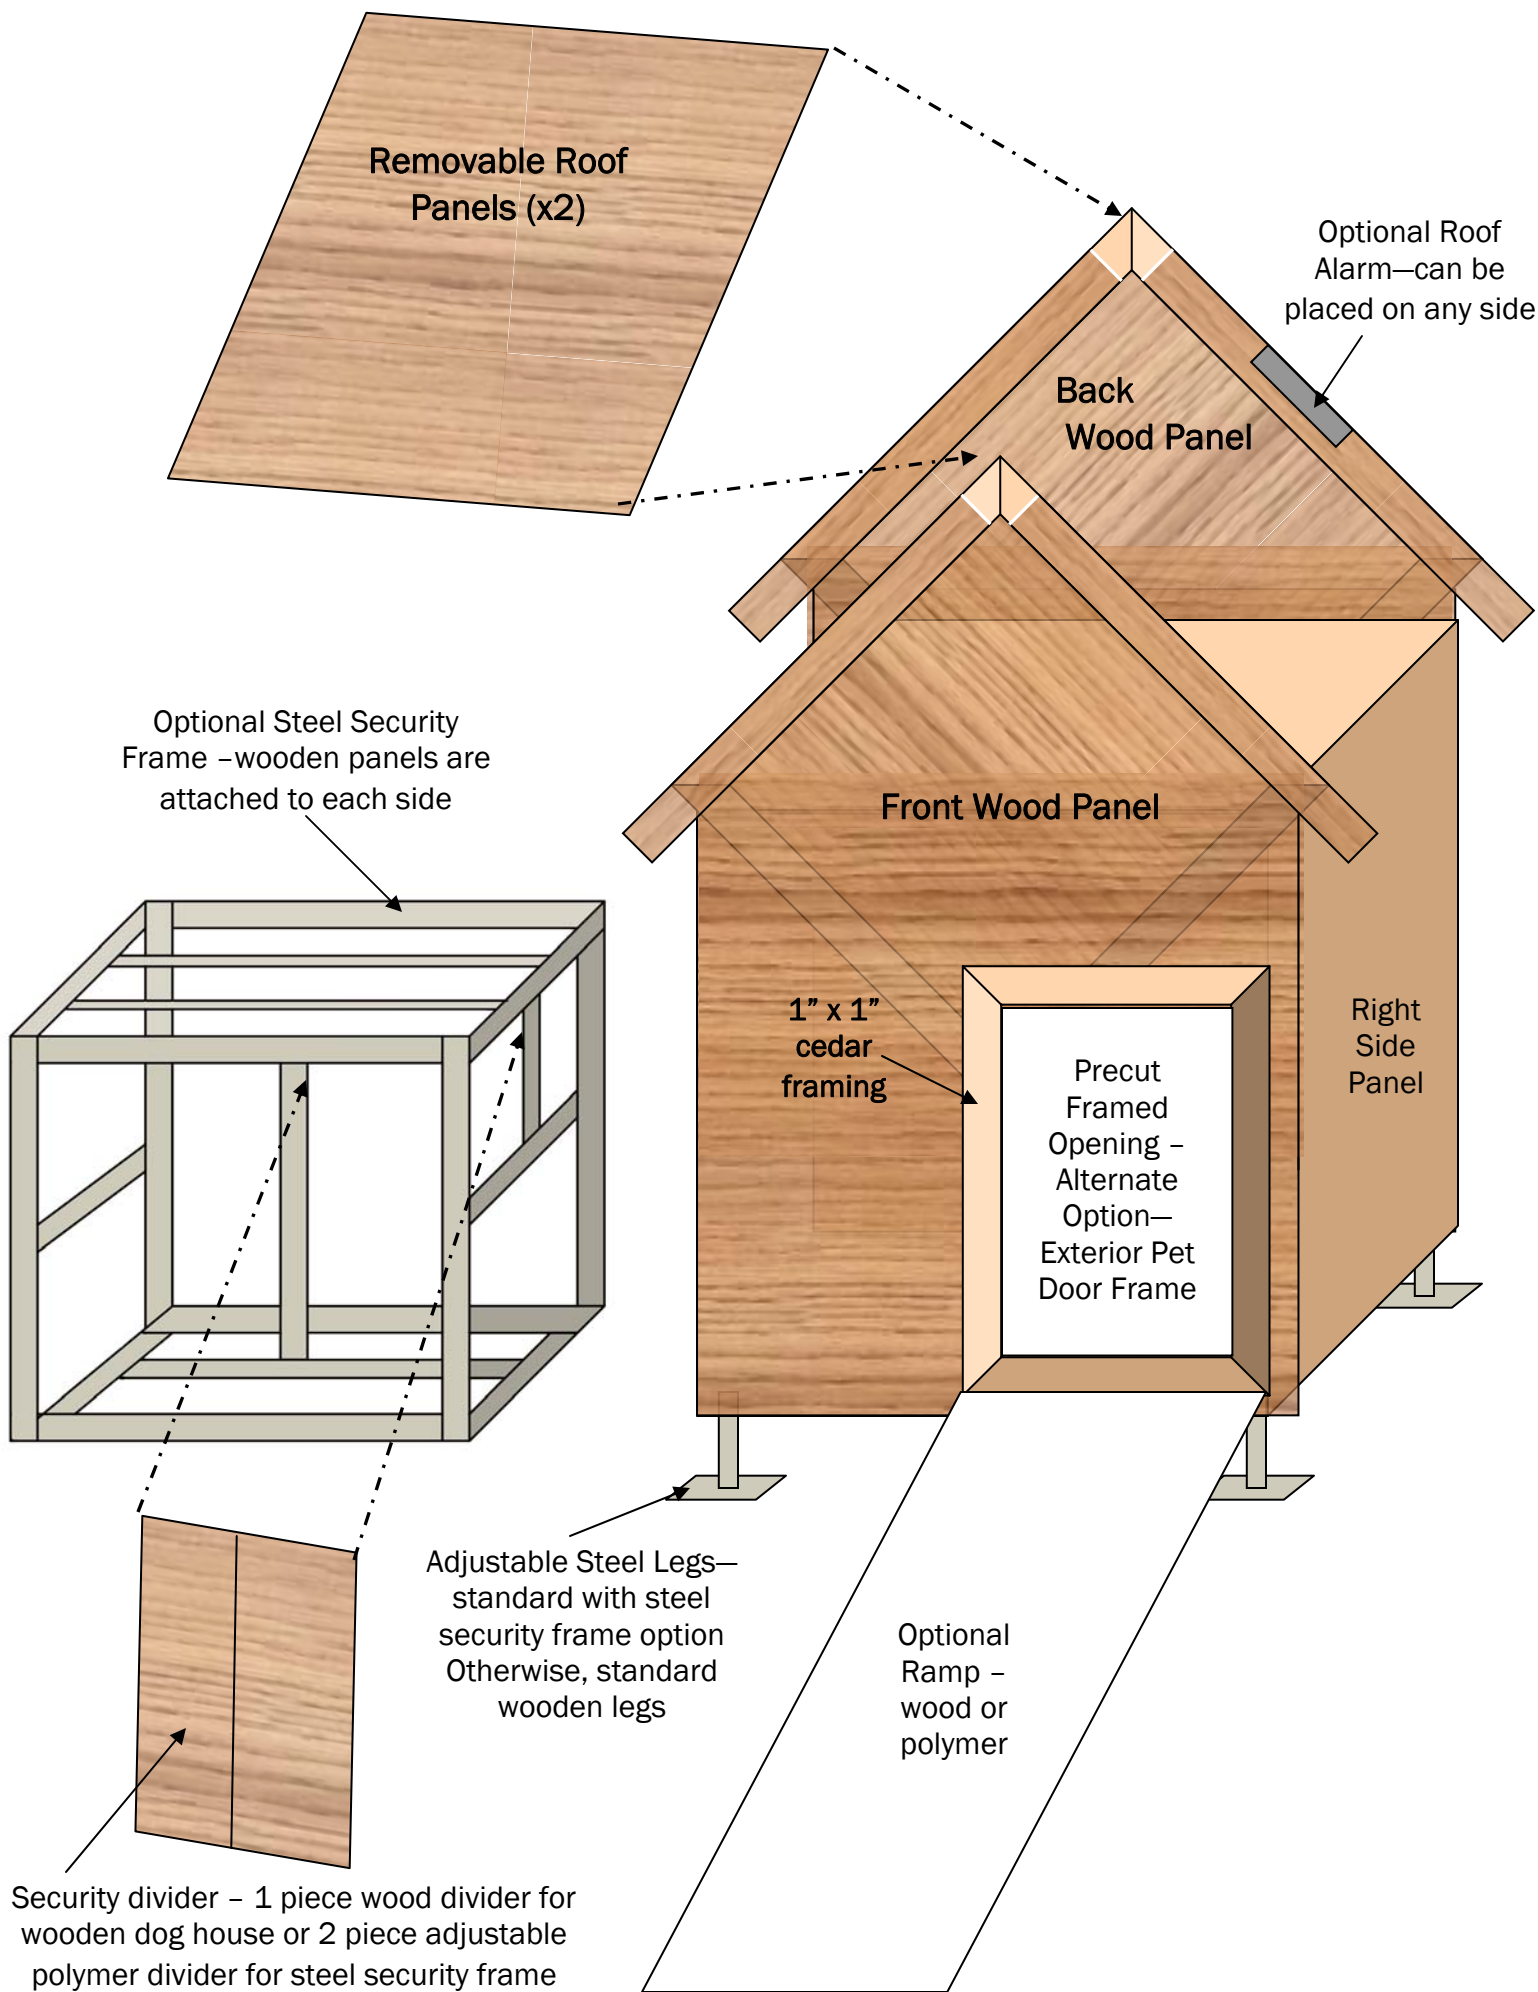 Removable Roof
Panels (x2)
Optional Roof
Alarm—can be
placed on any side
Back
Wood Panel
Optional Steel Security
Frame –wooden panels are
attached to each side
Front Wood Panel
1” x 1”
cedar
framing
Precut
Framed
Opening –
Alternate
Option—
Exterior Pet
Door Frame
Right
Side
Panel
Adjustable Steel Legs—
standard with steel
security frame option
Otherwise, standard
wooden legs
Optional
Ramp –
wood or
polymer
Security divider – 1 piece wood divider for
wooden dog house or 2 piece adjustable
polymer divider for steel security frame